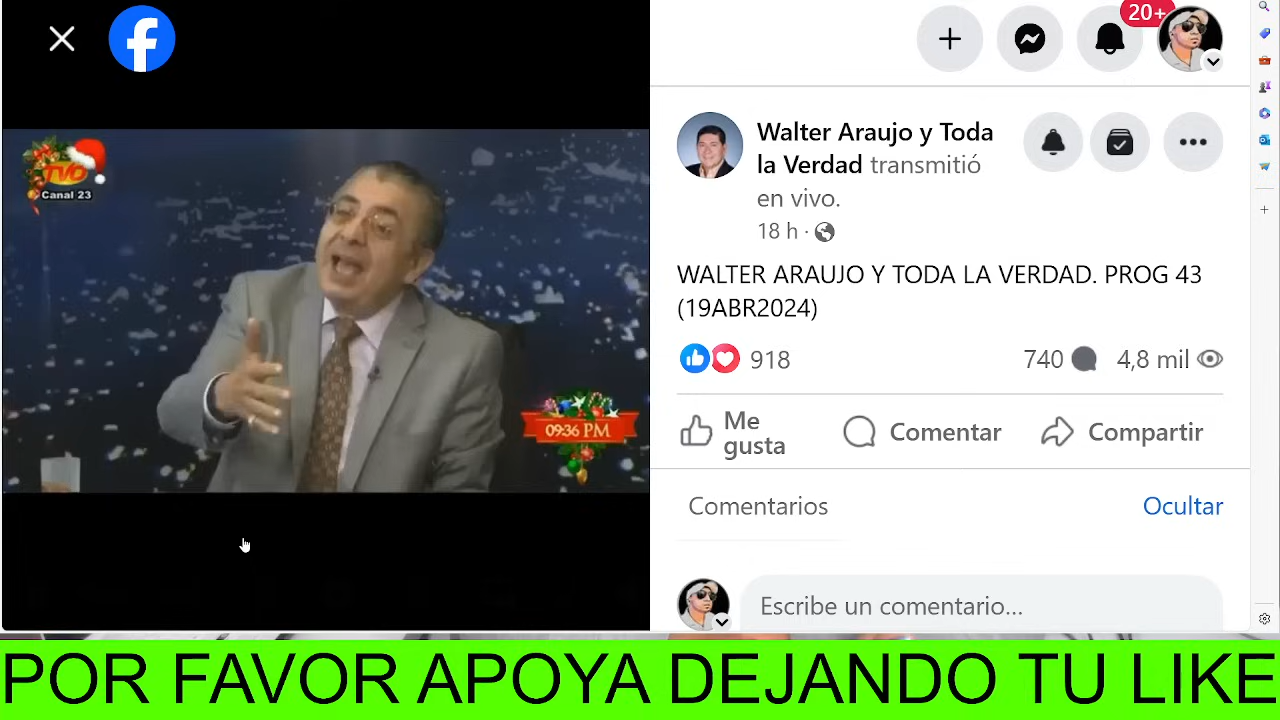 20+
TVO
Canal 23
09:36 PM
Walter Araujo y Toda
la Verdad transmitió
en vivo.
18 h ·
WALTER ARAUJO Y TODA LA VERDAD. PROG 43
(19ABR2024)
918
740
4,8 mil
Me
gusta
Comentar
Compartir
Comentarios
Ocultar
Escribe un comentario...
POR FAVOR APOYA DEJANDO TU LIKE